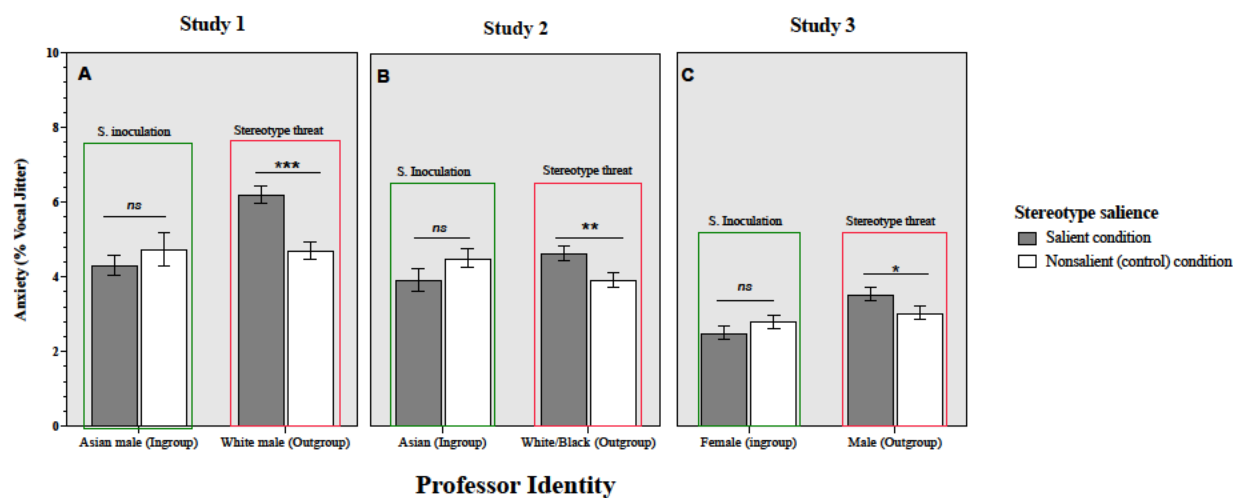 Study 1
Study 2
Study 3
Anxiety (% Vocal Jitter)
10
8
6
4
2
0
A
S. inoculation
Stereotype threat
ns
***
Asian male (Ingroup)
White male (Outgroup)
B
S. Inoculation
Stereotype threat
ns
**
Asian (Ingroup)
White/Black (Outgroup)
C
S. Inoculation
Stereotype threat
ns
*
Female (ingroup)
Male (Outgroup)
Professor Identity
Stereotype salience
Salient condition
Nonsalient (control) condition